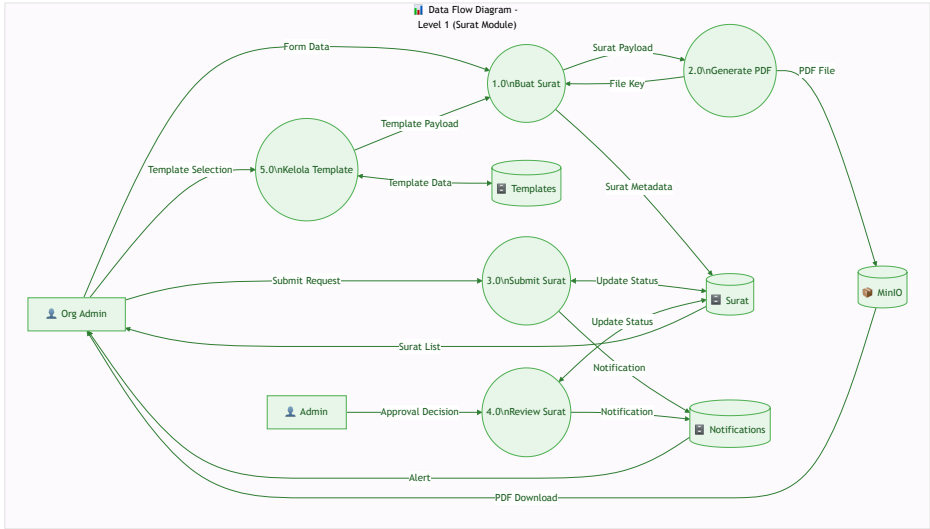 Data Flow Diagram -
Level 1 (Surat Module)
Form Data
Surat Payload
PDF File
1.0\nBuat Surat
2.0\nGenerate PDF
File Key
Template Payload
Template Selection
5.0\nKelola Template
Template Data
Templates
Surat Metadata
Submit Request
3.0\nSubmit Surat
Update Status
Surat
MinIO
Org Admin
Update Status
Surat List
Notification
Admin
Approval Decision
4.0\nReview Surat
Notification
Notifications
Alert
PDF Download